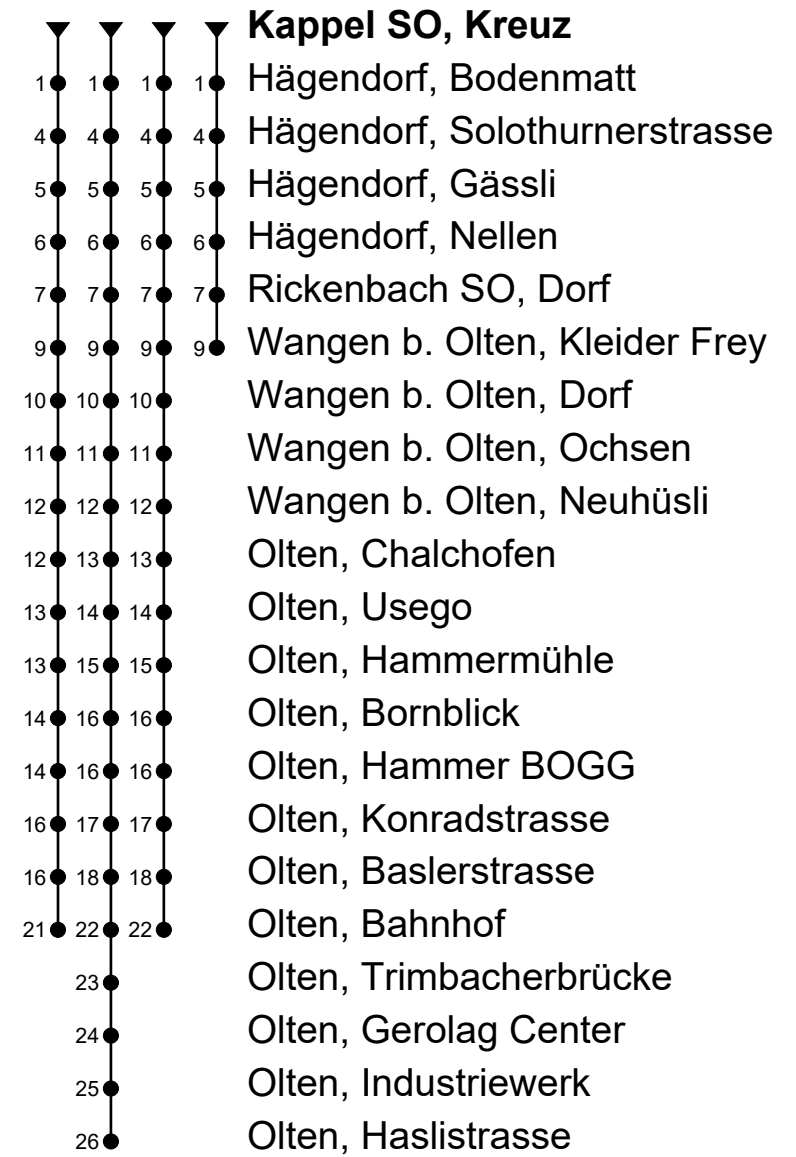 Kappel SO, Kreuz
1 1 1 1 Hägendorf, Bodenmatt
4 4 4 4 Hägendorf, Solothurnerstrasse
5 5 5 5 Hägendorf, Gässli
6 6 6 6 Hägendorf, Nellen
7 7 7 7 Rickenbach SO, Dorf
9 9 9 9 Wangen b. Olten, Kleider Frey
10 10 10 Wangen b. Olten, Dorf
11 11 11 Wangen b. Olten, Ochsen
12 12 12 Wangen b. Olten, Neuhüsli
12 13 13 Olten, Chalchofen
13 14 14 Olten, Usego
13 15 15 Olten, Hammermühle
14 16 16 Olten, Bornblick
14 16 16 Olten, Hammer BOGG
16 17 17 Olten, Konradstrasse
16 18 18 Olten, Baslerstrasse
21 22 22 Olten, Bahnhof
23 Olten, Trimbacherbrücke
24 Olten, Gerolag Center
25 Olten, Industriewerk
26 Olten, Haslistrasse